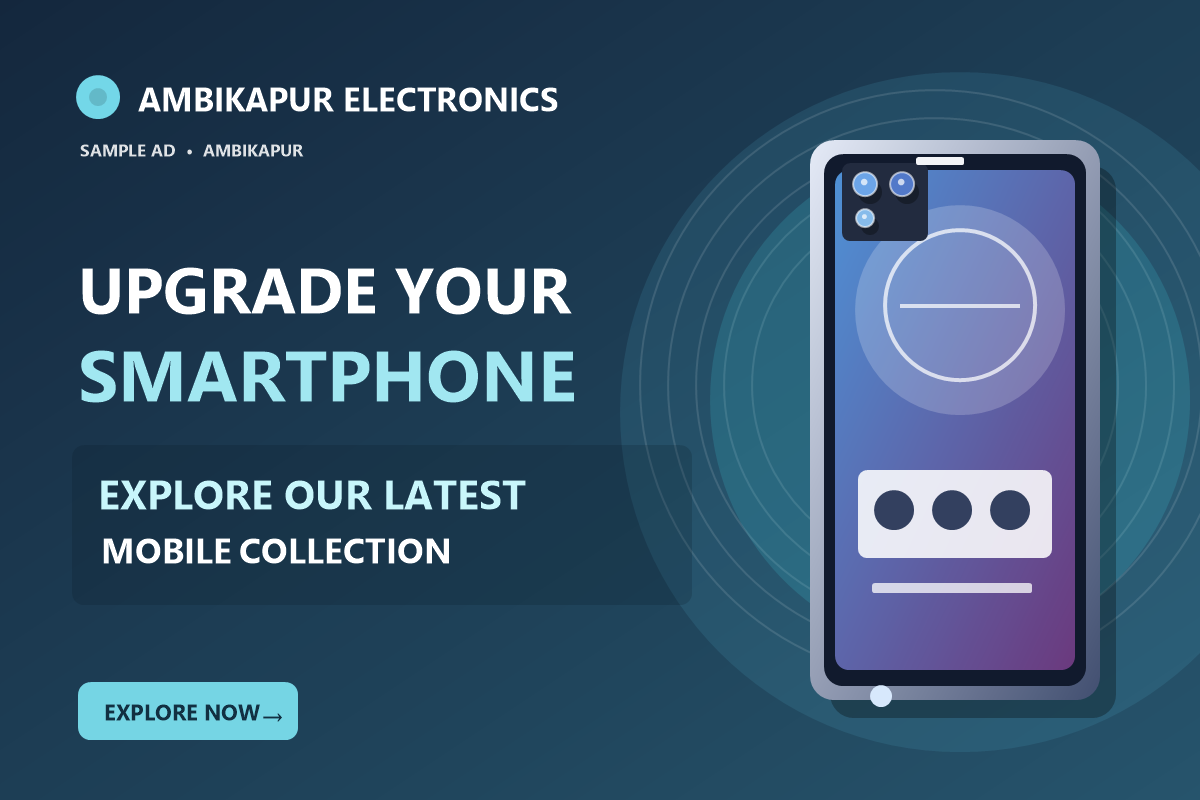 AMBIKAPUR ELECTRONICS
SAMPLE AD • AMBIKAPUR
UPGRADE YOUR
SMARTPHONE
EXPLORE OUR LATEST
MOBILE COLLECTION
EXPLORE NOW→